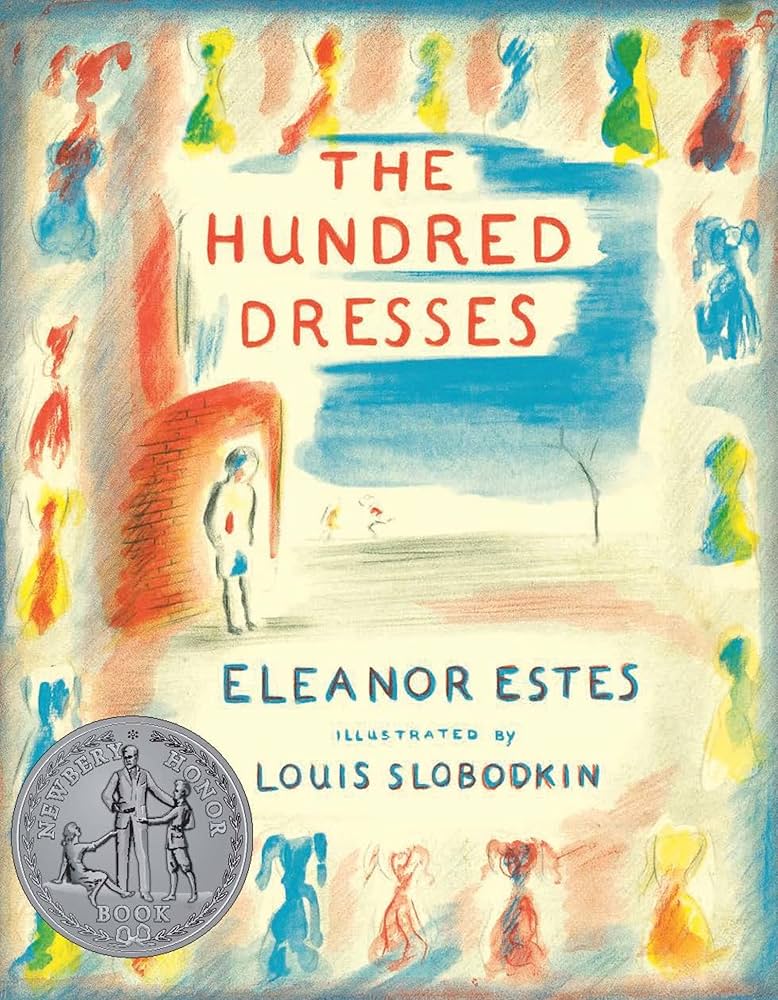 THE
HUNDRED
DRESSES
ELEANOR ESTES
ILLUSTRATED BY
LOUIS SLOBODKIN
NEWBERY HONOR
BOOK